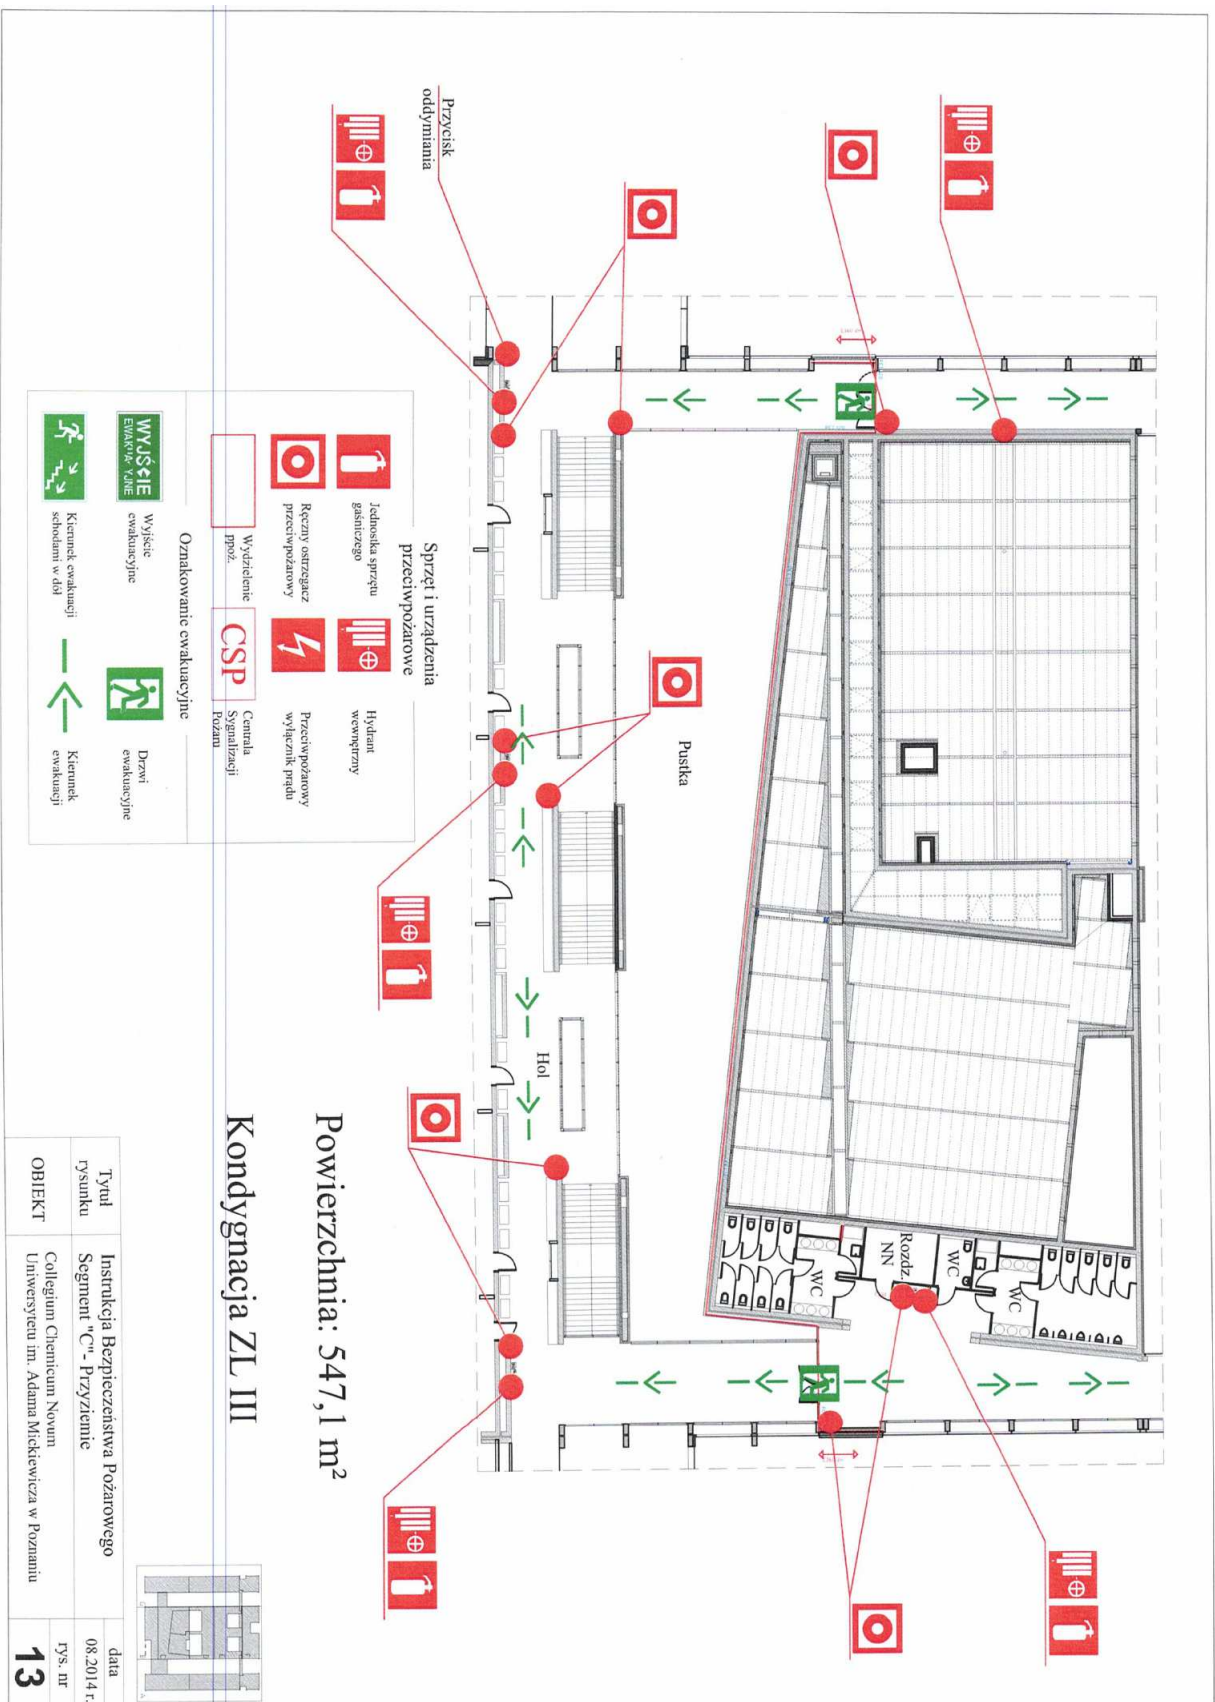 Przycisk
oddymiania
Pustka
Hol
Rozdz.
NN
WC
WC
WC
Sprzęt i urządzenia
przeciwpożarowe
Jednostka sprzętu
gaśniczego
Hydrant
wewnętrzny
Ręczny ostrzegacz
przeciwpożarowy
Przeciwpożarowy
wyłącznik prądu
Wydzielenie
ppoż.
CSP
Centrala
Sygnalizacji
Pożaru
Oznakowanie ewakuacyjne
WYJŚCIE
EWAKUACYJNE
Wyjście
ewakuacyjne
Drzwi
ewakuacyjne
Kierunek ewakuacji
schodami w dół
Kierunek
ewakuacji
Powierzchnia: 547,1 m²
Kondygnacja ZL III
Tytuł
rysunku
Instrukcja Bezpieczeństwa Pożarowego
Segment "C"- Przyziemie
data
08.2014 r.
OBIEKT
Collegium Chemicum Novum
Uniwersytetu im. Adama Mickiewicza w Poznaniu
rys. nr
13